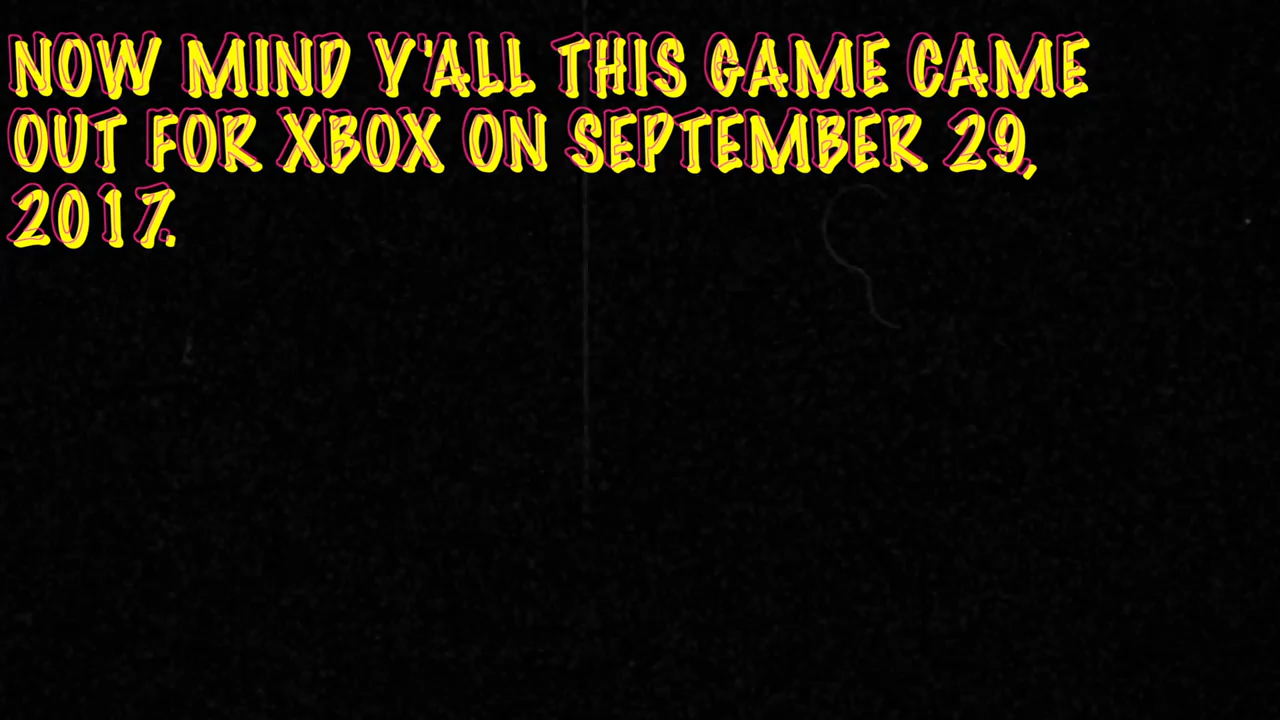 NOW MIND Y'ALL THIS GAME CAME
OUT FOR XBOX ON SEPTEMBER 29,
2017.